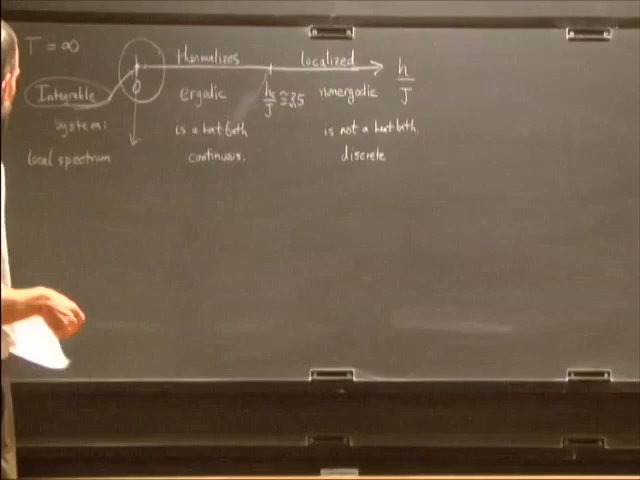 T = ∞
thermalizes localized h/J
0
Integrable ergodic h_c/J ≅ 3.5 nonergodic
system: is a heat bath is not a heat bath.
local spectrum continuous. discrete